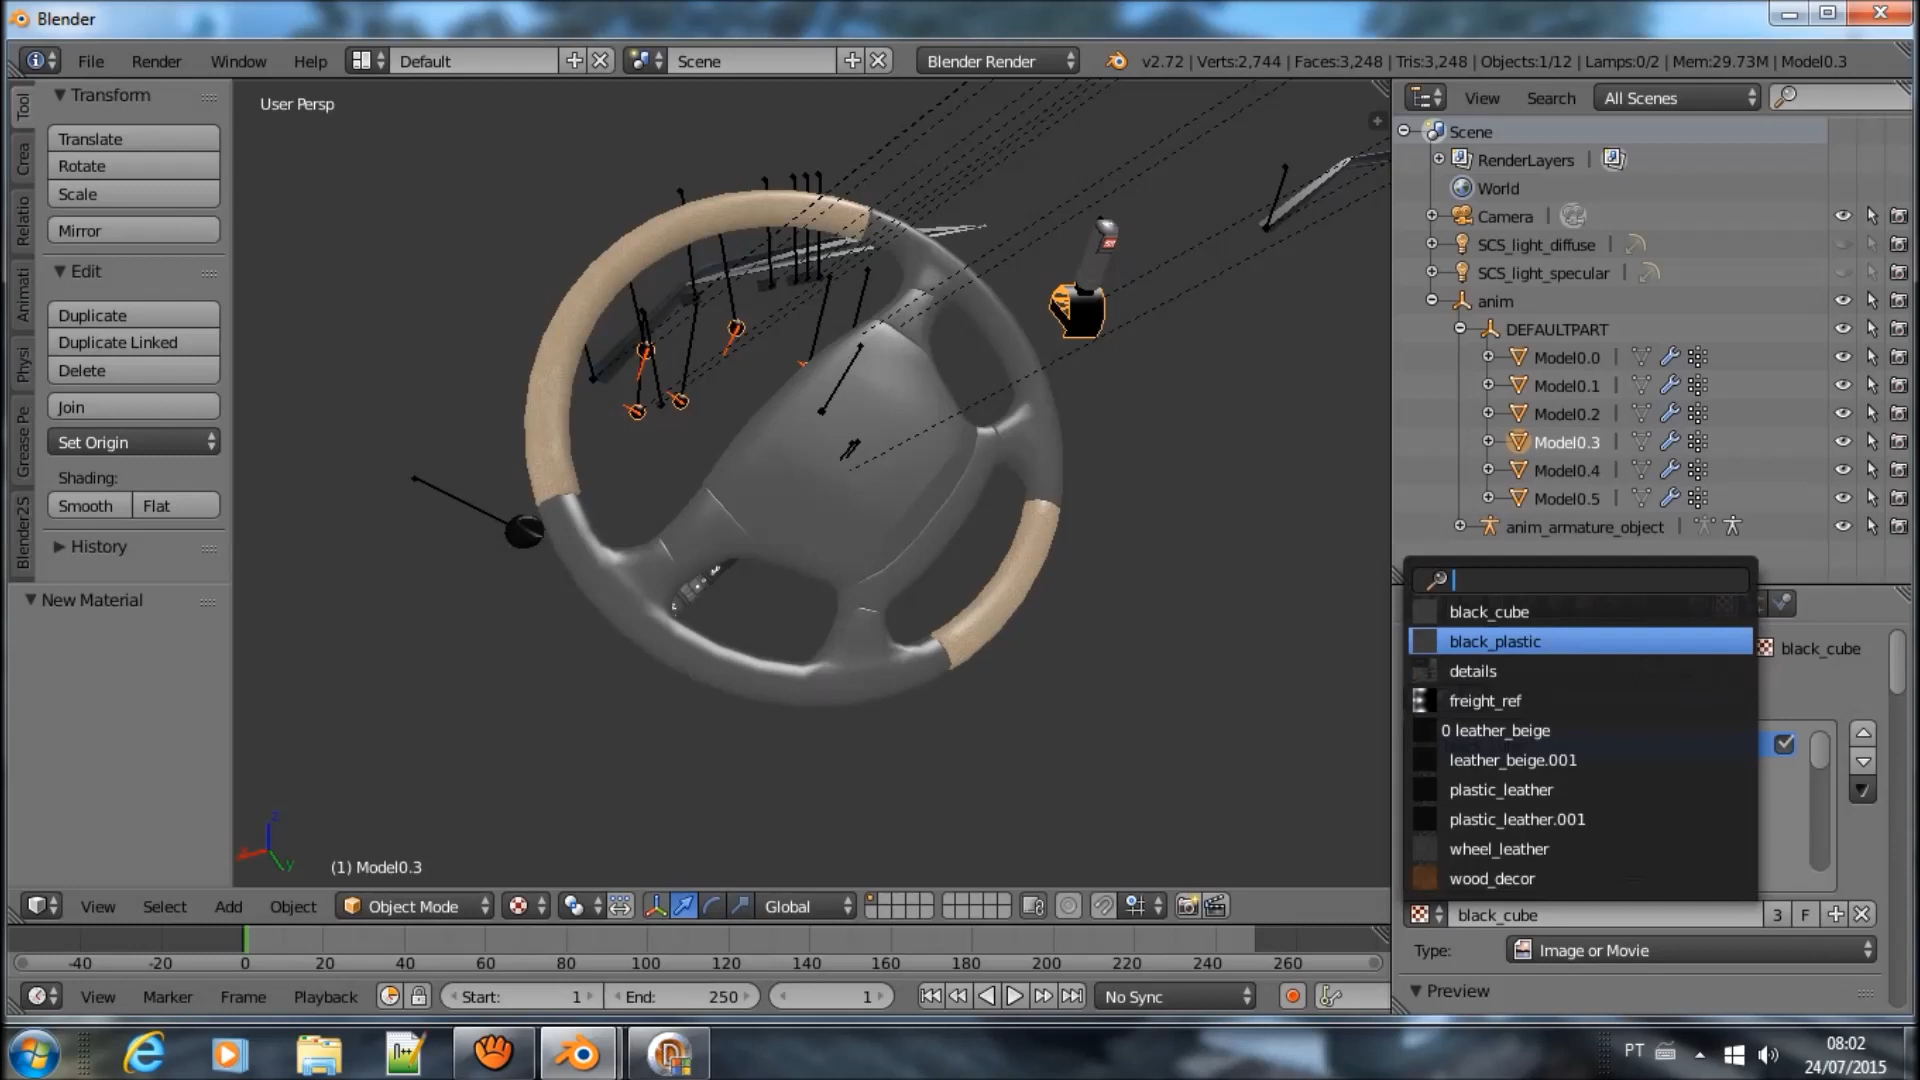 Blender
File Render Window Help Default Scene Blender Render v2.72 | Verts:2,744 | Faces:3,248 | Tris:3,248 | Objects:1/12 | Lamps:0/2 | Mem:29.73M | Model0.3
Tool
Crea
Relatio
Animati
Physi
Grease Pe
Blender2S
Transform
Translate
Rotate
Scale
Mirror
Edit
Duplicate
Duplicate Linked
Delete
Join
Set Origin
Shading:
Smooth Flat
History
New Material
User Persp
(1) Model0.3
View Search All Scenes
Scene
RenderLayers |
World
Camera |
SCS_light_diffuse |
SCS_light_specular |
anim
DEFAULTPART
Model0.0 |
Model0.1 |
Model0.2 |
Model0.3 |
Model0.4 |
Model0.5 |
anim_armature_object |
black_cube
black_plastic
black_cube
details
freight_ref
0 leather_beige
leather_beige.001
plastic_leather
plastic_leather.001
wheel_leather
wood_decor
black_cube 3 F
Type: Image or Movie
Preview
View Select Add Object Object Mode Global
-40 -20 0 20 40 60 80 100 120 140 160 180 200 220 240 260
View Marker Frame Playback Start: 1 End: 250 1 No Sync
PT 08:02
24/07/2015